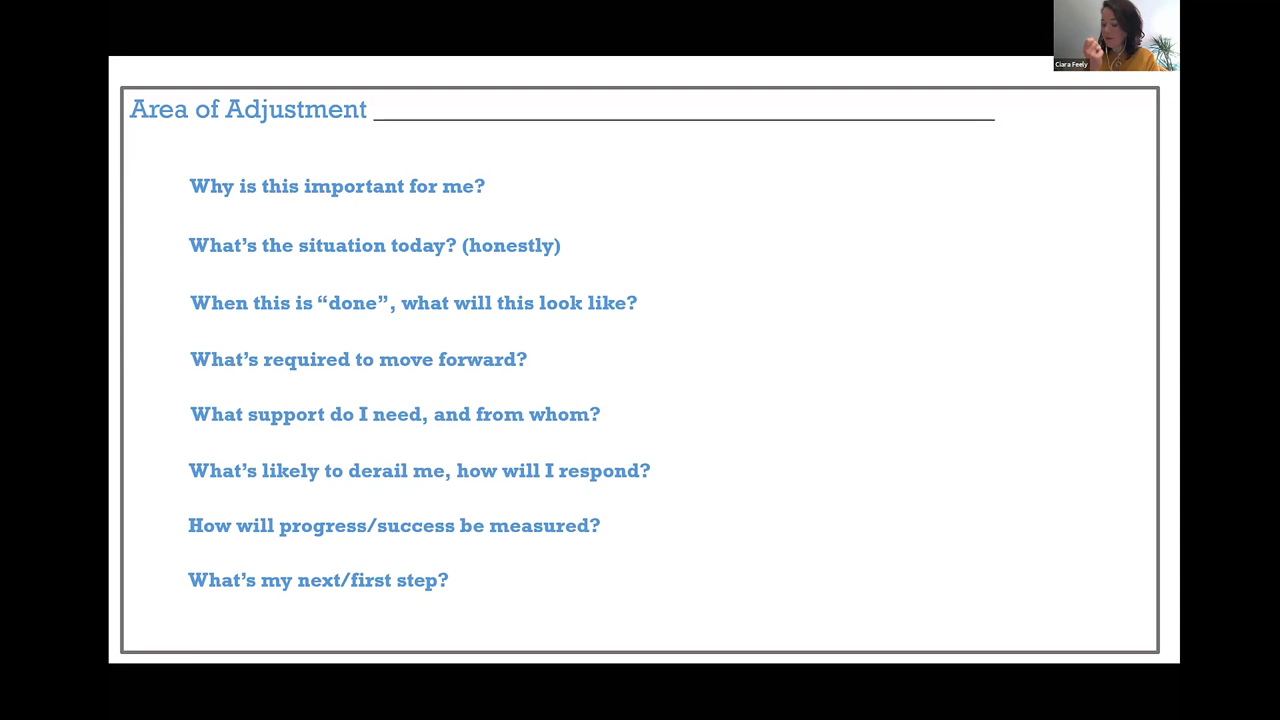 Ciara Feely
Area of Adjustment
Why is this important for me?
What’s the situation today? (honestly)
When this is “done”, what will this look like?
What’s required to move forward?
What support do I need, and from whom?
What’s likely to derail me, how will I respond?
How will progress/success be measured?
What’s my next/first step?